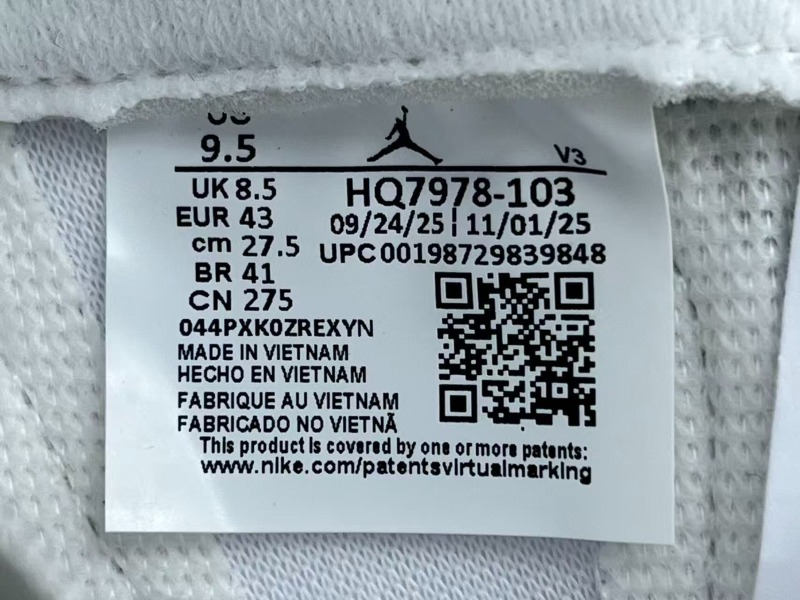 9.5
V3
UK 8.5
HQ7978-103
EUR 43
09/24/25 | 11/01/25
cm 27.5
UPC 00198729839848
BR 41
CN 275
044PXK0ZREXYN
MADE IN VIETNAM
HECHO EN VIETNAM
FABRIQUE AU VIETNAM
FABRICADO NO VIETNÃ
This product is covered by one or more patents:
www.nike.com/patentsvirtualmarking